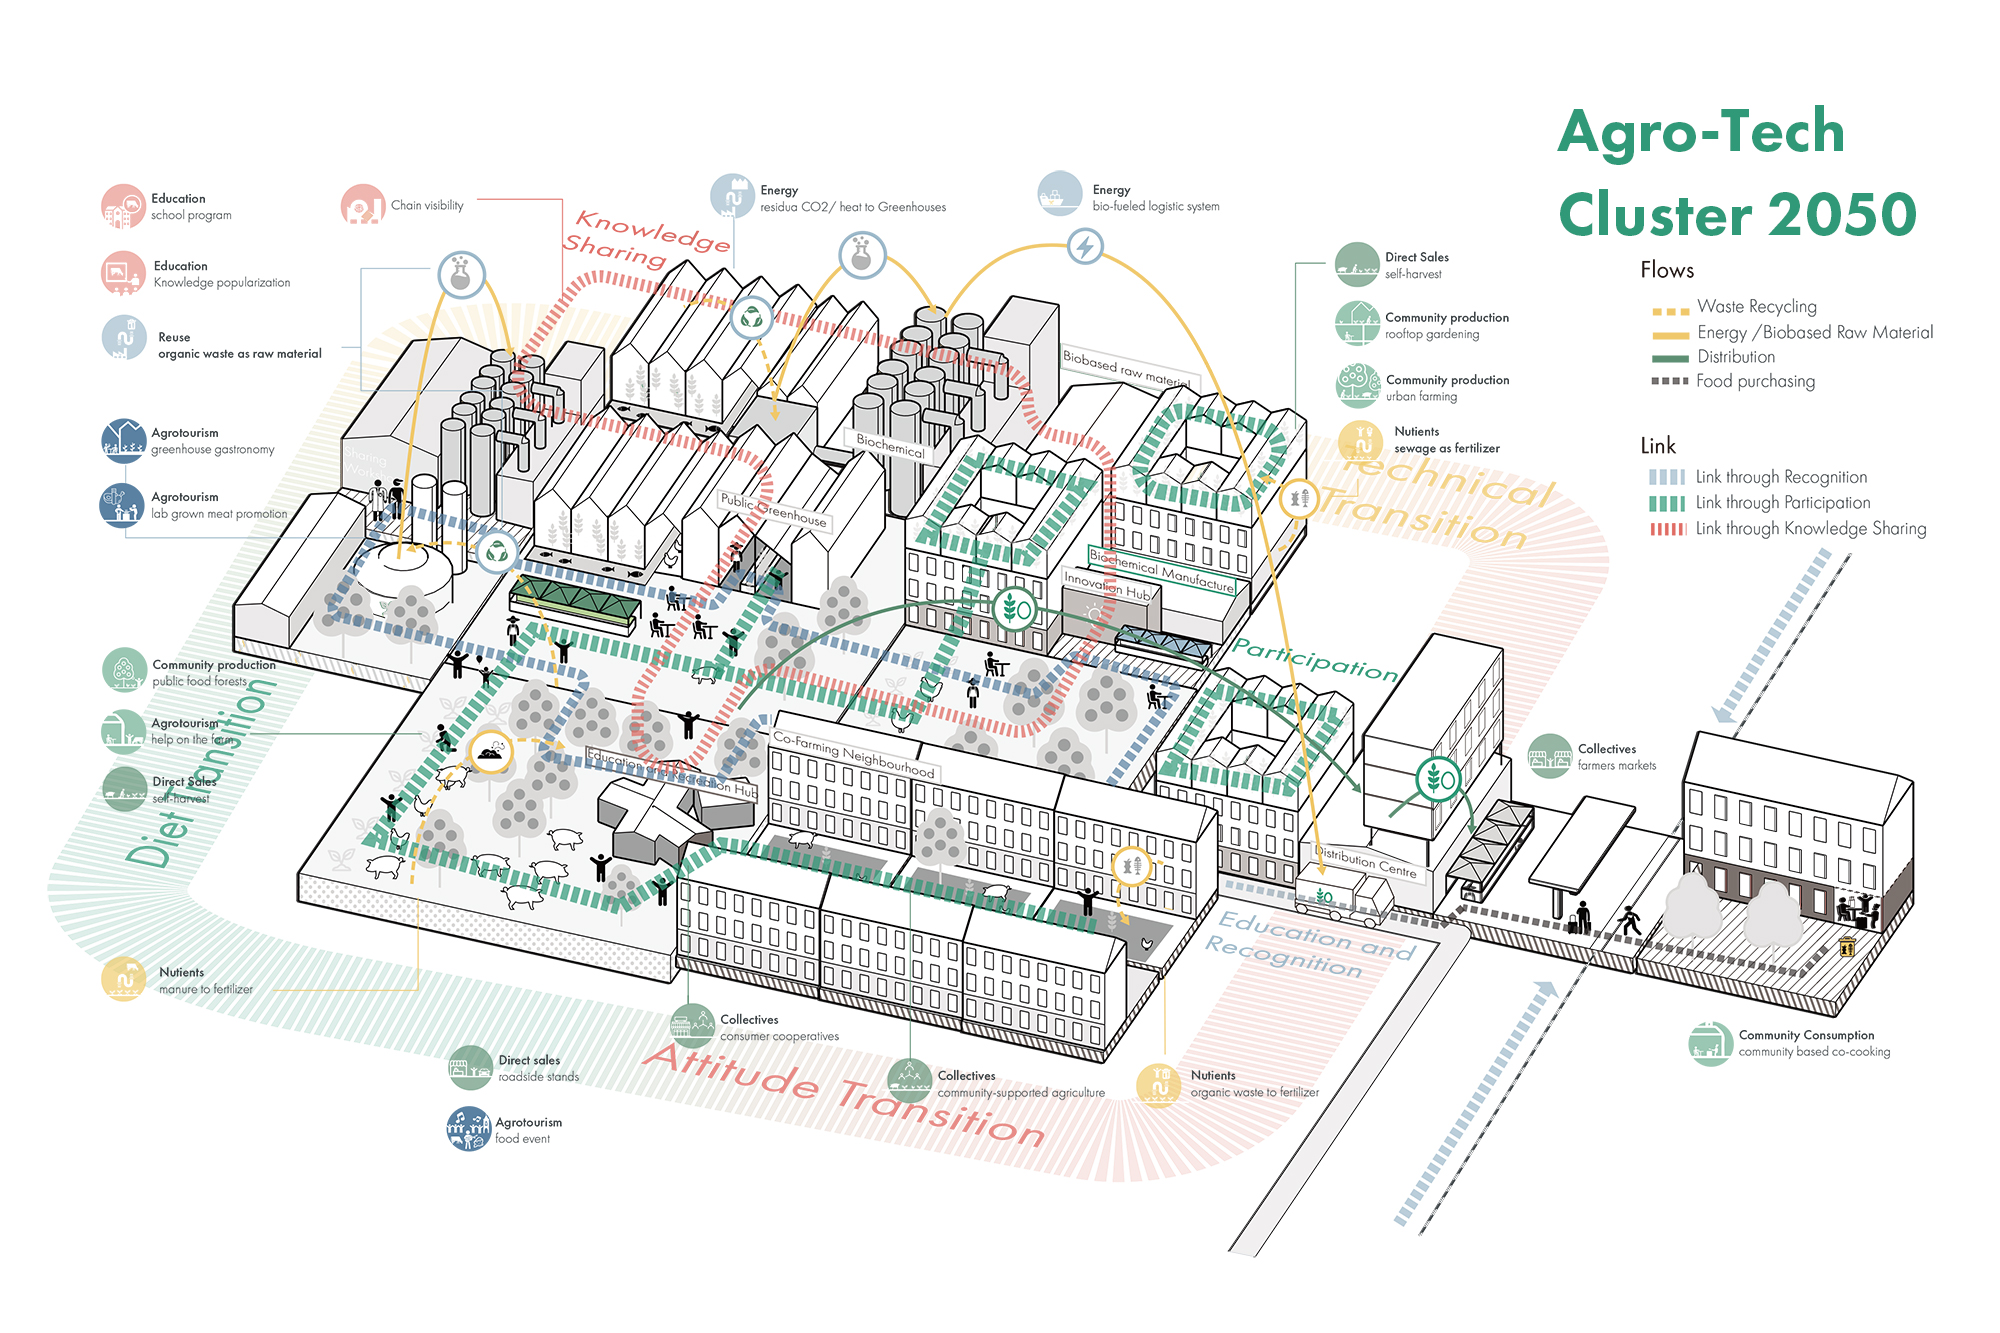 Agro-Tech
Cluster 2050
Flows
Waste Recycling
Energy /Biobased Raw Material
Distribution
Food purchasing
Link
Link through Recognition
Link through Participation
Link through Knowledge Sharing
Education
school program
Chain visibility
Education
Knowledge popularization
Reuse
organic waste as raw material
Agrotourism
greenhouse gastronomy
Agrotourism
lab grown meat promotion
Energy
residua CO2/ heat to Greenhouses
Energy
bio-fueled logistic system
Direct Sales
self-harvest
Community production
rooftop gardening
Community production
urban farming
Nutients
sewage as fertilizer
Knowledge
Sharing
Technical
Transition
Biobased raw material
Biochemical
Sharing
Works
Public Greenhouse
Biochemical Manufacture
Innovation Hub
Participation
Community production
public food forests
Agrotourism
help on the farm
Direct Sales
self-harvest
Diet Transition
Education and Recreation Hub
Co-Farming Neighbourhood
Distribution Centre
Collectives
farmers markets
Education and
Recognition
Nutients
manure to fertilizer
Collectives
consumer cooperatives
Direct sales
roadside stands
Attitude Transition
Collectives
community-supported agriculture
Nutients
organic waste to fertilizer
Agrotourism
food event
Community Consumption
community based co-cooking